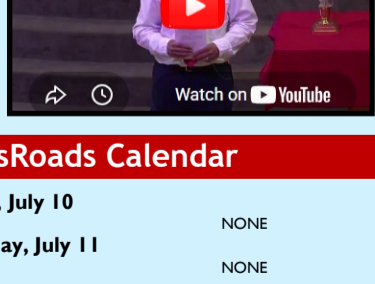 Watch on YouTube
sRoads Calendar
, July 10
NONE
ay, July 11
NONE